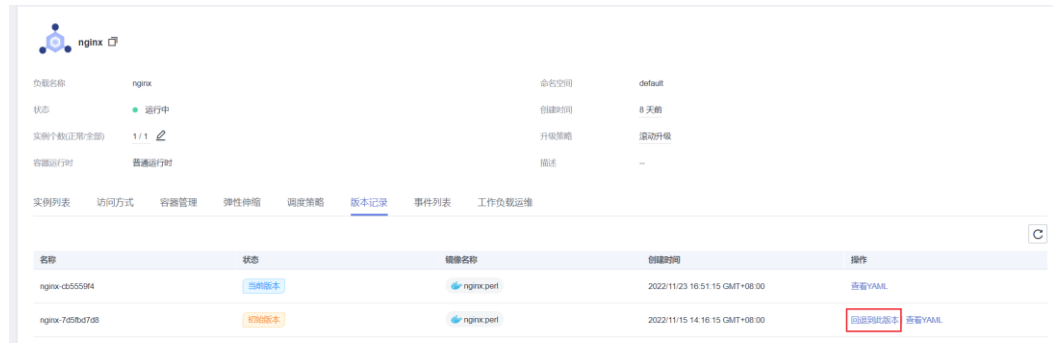 nginx
负载名称 nginx 命名空间 default
状态 运行中 创建时间 8 天前
实例个数(正常/全部) 1 / 1 升级策略 滚动升级
容器运行时 普通运行时 描述 --
实例列表 访问方式 容器管理 弹性伸缩 调度策略 版本记录 事件列表 工作负载运维
名称 状态 镜像名称 创建时间 操作
nginx-cb5559f4 当前版本 nginx:perl 2022/11/23 16:51:15 GMT+08:00 查看YAML
nginx-7d5fbd7d8 初始版本 nginx:perl 2022/11/15 14:16:15 GMT+08:00 回退到此版本 查看YAML